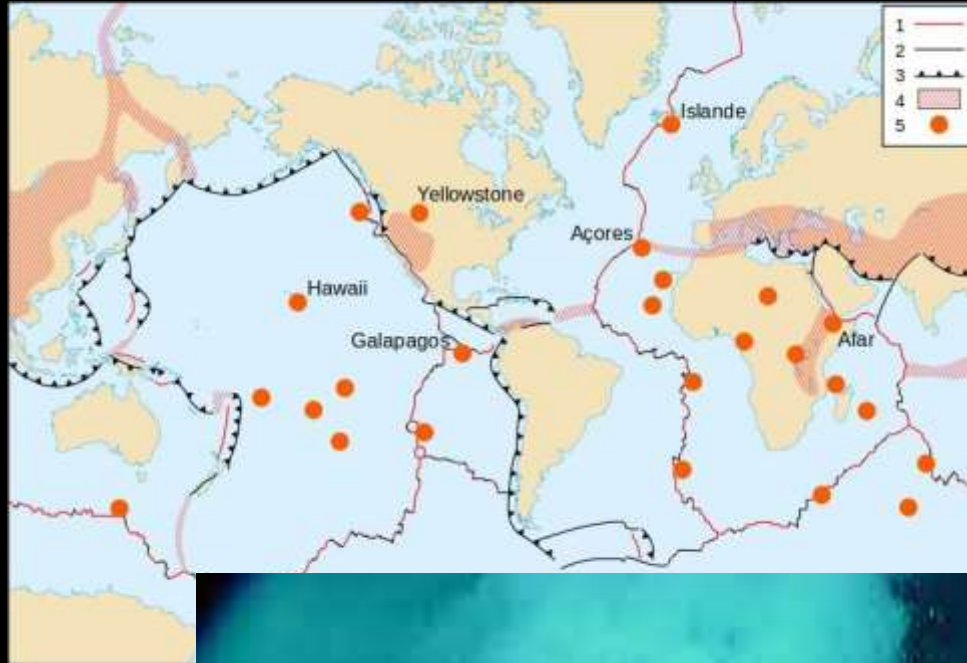 1
2
3
4
5
Islande
Yellowstone
Açores
Hawaii
Galapagos
Afar